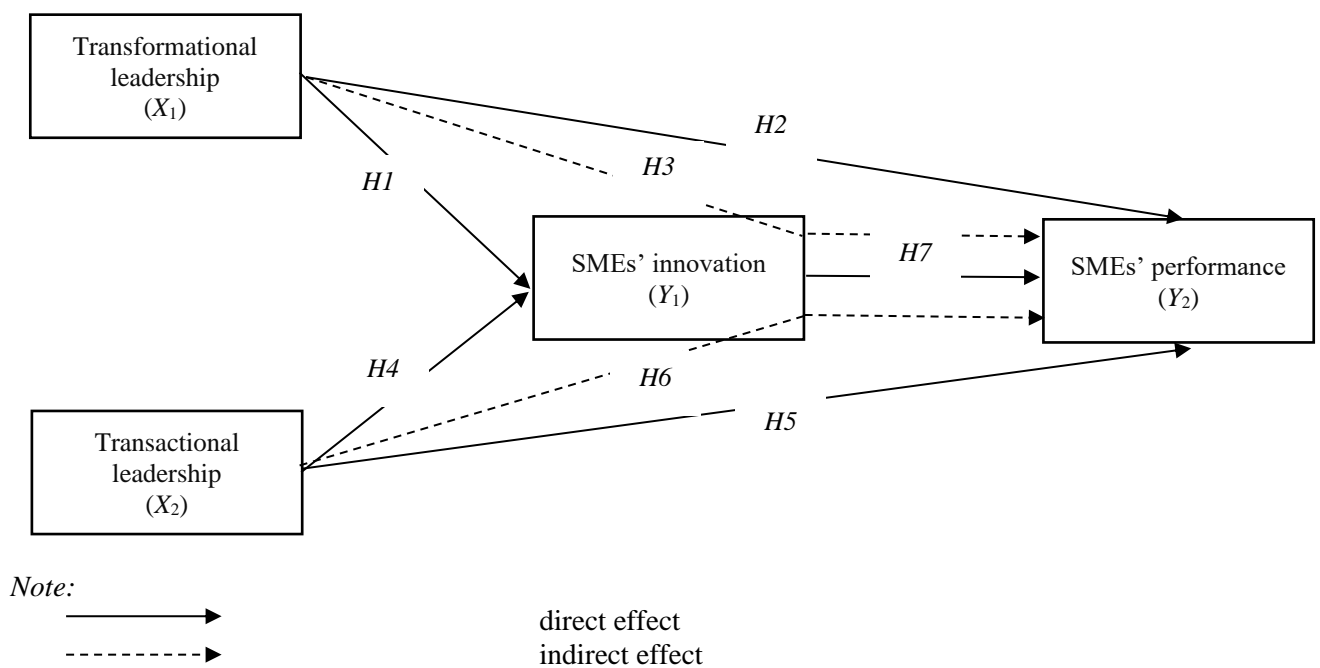 Transformational
leadership
(X₁)
H2
H3
H1
SMEs’ innovation
(Y₁)
H7
SMEs’ performance
(Y₂)
H4
H6
H5
Transactional
leadership
(X₂)
Note:
direct effect
indirect effect